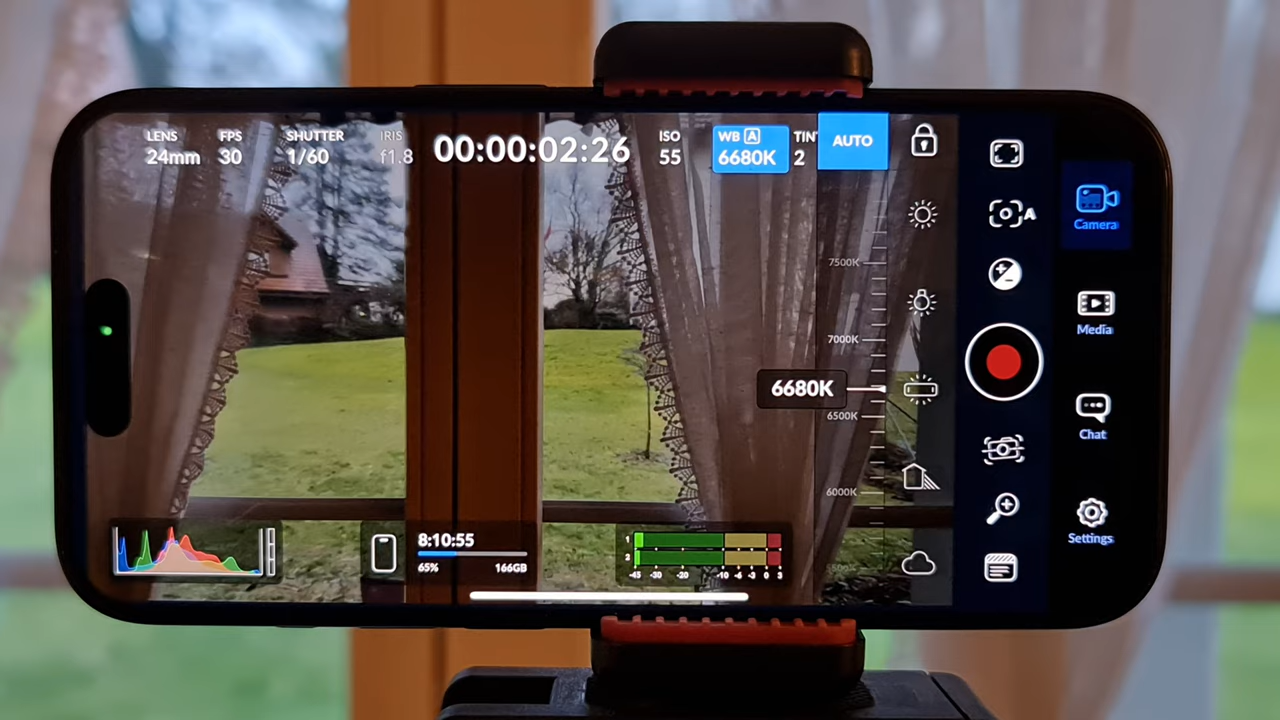 LENS FPS SHUTTER IRIS 00:00:02:26 ISO WB A TINT AUTO
24mm 30 1/60 f1.8 55 6680K 2
A
Camera
7500K
Media
7000K
6680K
6500K
Chat
6000K
Settings
8:10:55
65% 166GB
1
2
-45 -30 -20 -10 -6 -3 0 3